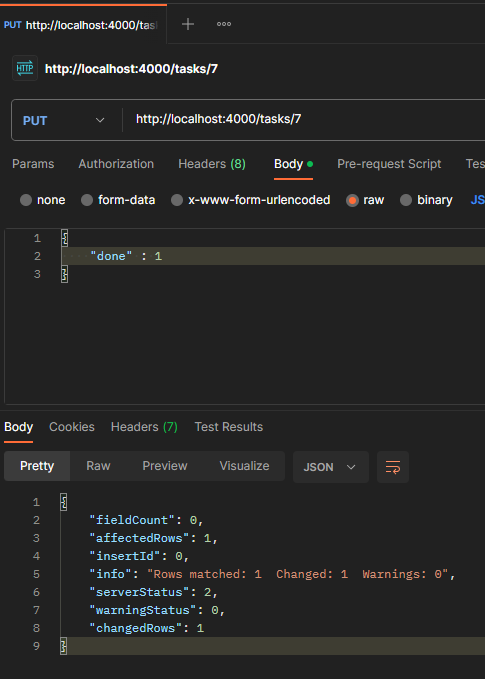 PUT http://localhost:4000/tas
HTTP http://localhost:4000/tasks/7
PUT http://localhost:4000/tasks/7
Params Authorization Headers (8) Body Pre-request Script Tes
none form-data x-www-form-urlencoded raw binary JS
1 {
2 "done" : 1
3 }
Body Cookies Headers (7) Test Results
Pretty Raw Preview Visualize JSON
1 {
2 "fieldCount": 0,
3 "affectedRows": 1,
4 "insertId": 0,
5 "info": "Rows matched: 1  Changed: 1  Warnings: 0",
6 "serverStatus": 2,
7 "warningStatus": 0,
8 "changedRows": 1
9 }